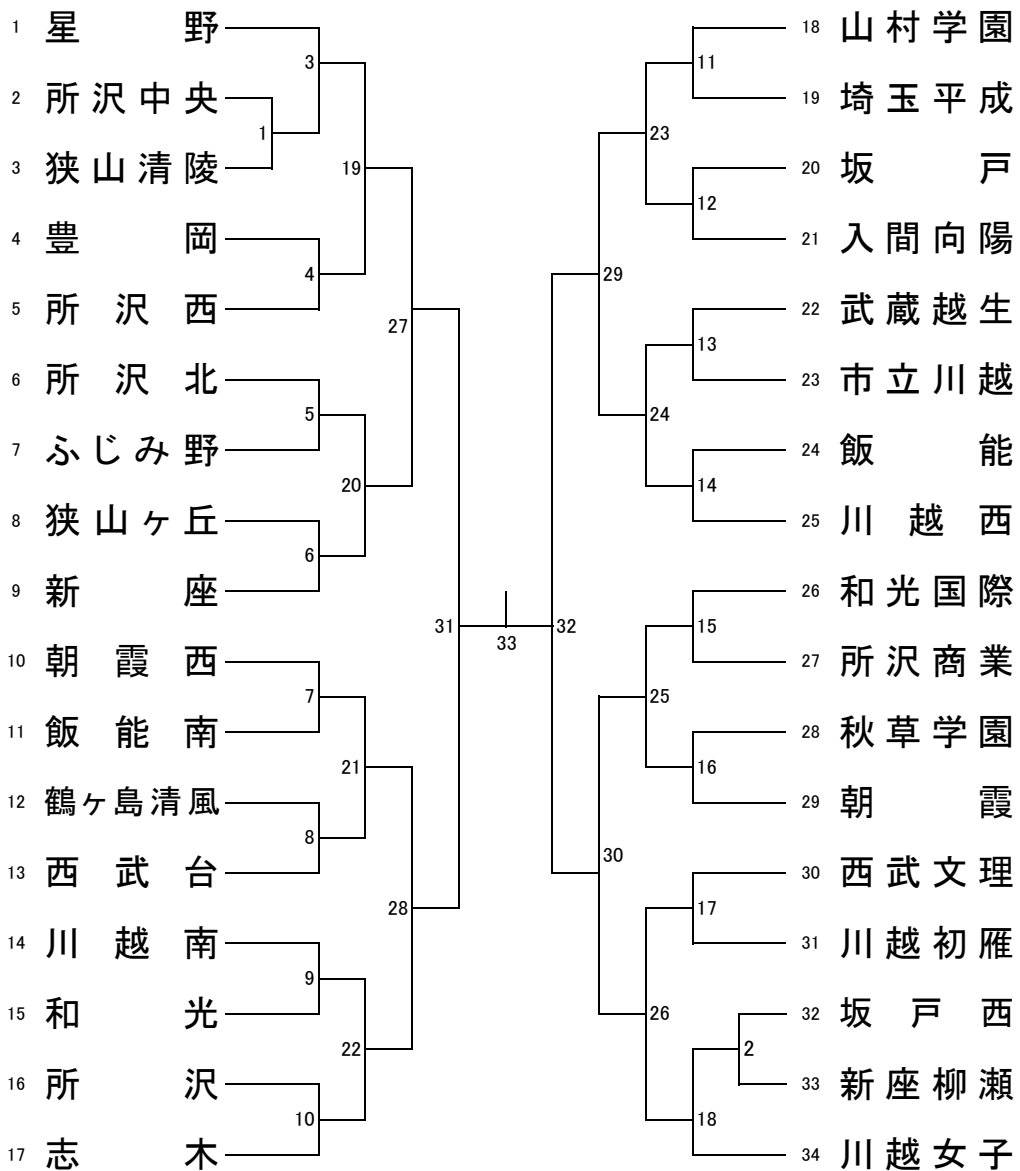 1 星野
2 所沢中央
3 狭山清陵
4 豊岡
5 所沢西
6 所沢北
7 ふじみ野
8 狭山ヶ丘
9 新座
10 朝霞西
11 飯能南
12 鶴ヶ島清風
13 西武台
14 川越南
15 和光
16 所沢
17 志木
3
1
19
4
27
5
20
6
31
7
21
8
28
9
22
10
33
32
11
23
12
29
13
24
14
15
25
16
30
17
26
2
18
18 山村学園
19 埼玉平成
20 坂戸
21 入間向陽
22 武蔵越生
23 市立川越
24 飯能
25 川越西
26 和光国際
27 所沢商業
28 秋草学園
29 朝霞
30 西武文理
31 川越初雁
32 坂戸西
33 新座柳瀬
34 川越女子